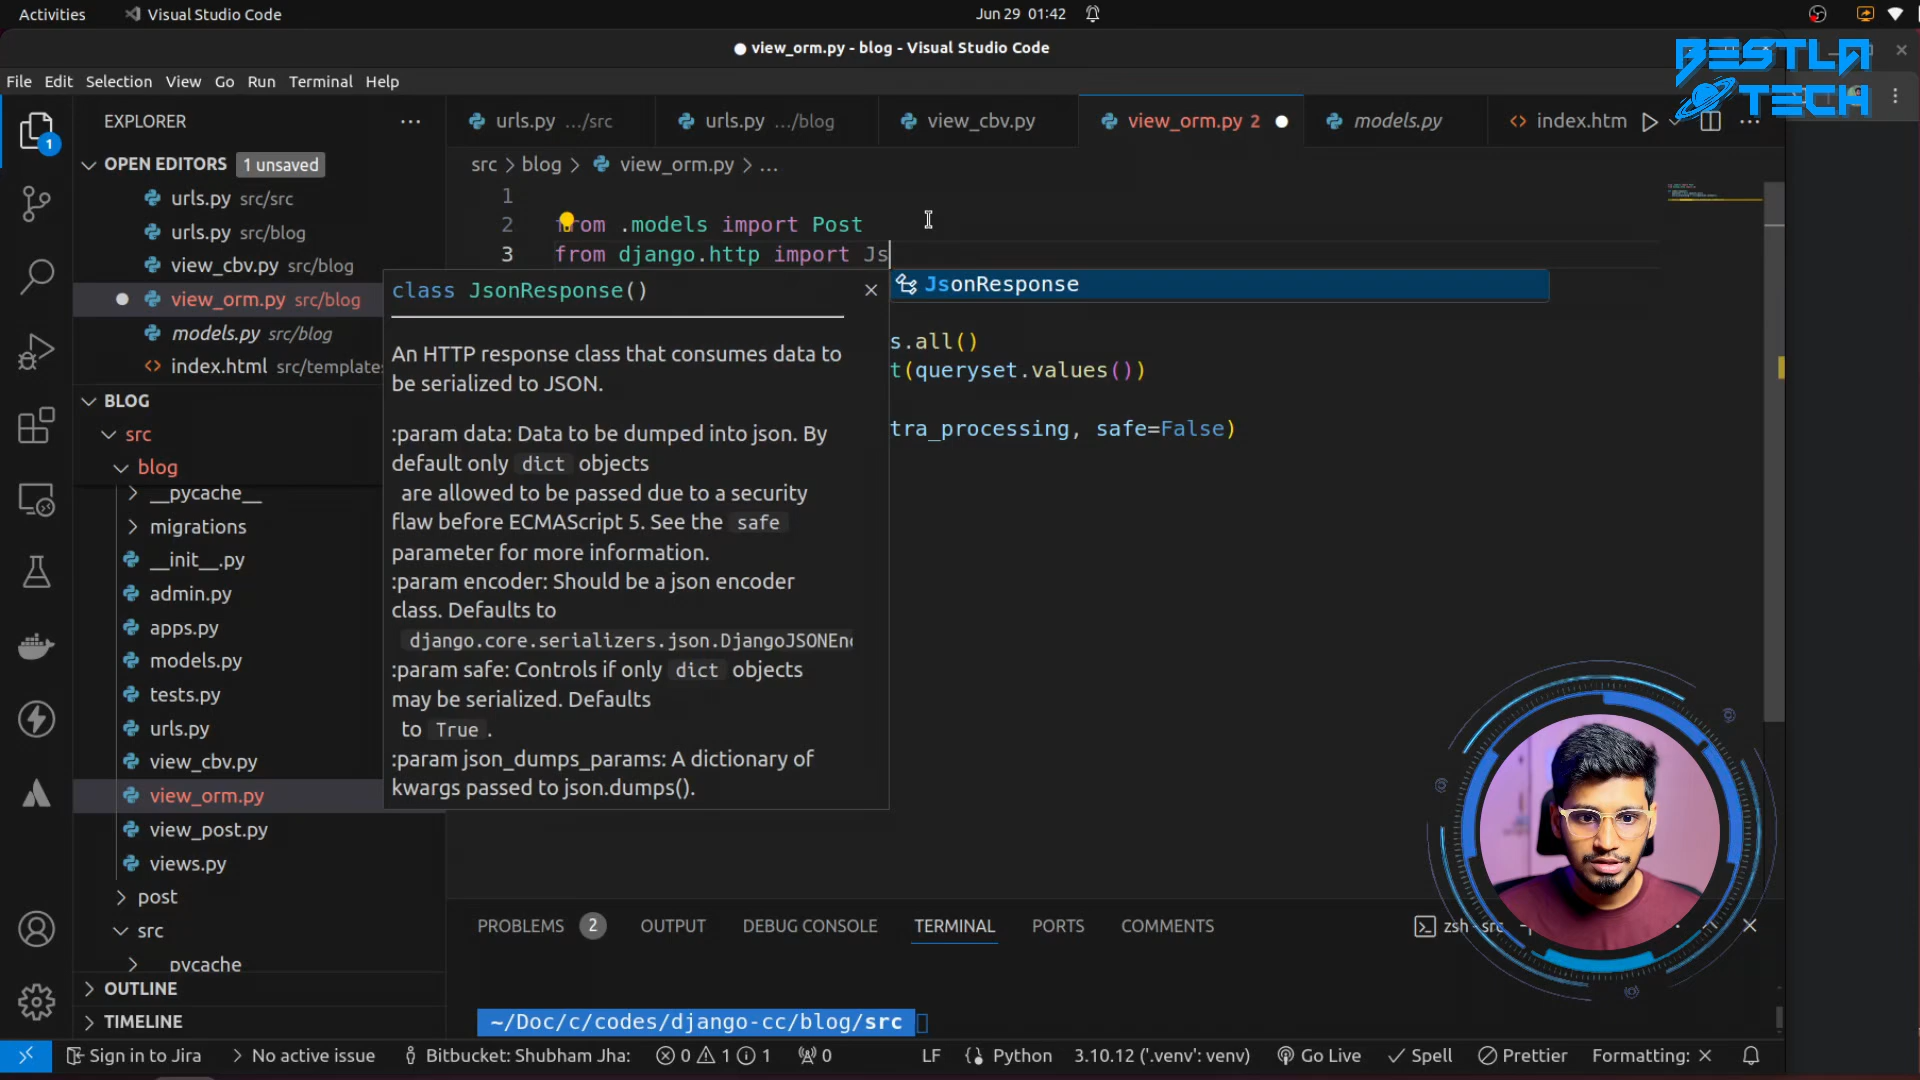 Activities
Visual Studio Code
Jun 29 01:42
● view_orm.py - blog - Visual Studio Code
BESTLA
TECH
File Edit Selection View Go Run Terminal Help
EXPLORER
urls.py .../src
urls.py .../blog
view_cbv.py
view_orm.py 2
models.py
index.htm
1
OPEN EDITORS 1 unsaved
src > blog > view_orm.py > ...
urls.py src/src
urls.py src/blog
view_cbv.py src/blog
view_orm.py src/blog
models.py src/blog
index.html src/templates
1
2 from .models import Post
3 from django.http import Js
JsonResponse
class JsonResponse()
An HTTP response class that consumes data to
be serialized to JSON.
:param data: Data to be dumped into json. By
default only dict objects
are allowed to be passed due to a security
flaw before ECMAScript 5. See the safe
parameter for more information.
:param encoder: Should be a json encoder
class. Defaults to
django.core.serializers.json.DjangoJSONEnc
:param safe: Controls if only dict objects
may be serialized. Defaults
to True.
:param json_dumps_params: A dictionary of
kwargs passed to json.dumps().
s.all()
t(queryset.values())
tra_processing, safe=False)
BLOG
src
blog
__pycache__
migrations
__init__.py
admin.py
apps.py
models.py
tests.py
urls.py
view_cbv.py
view_orm.py
view_post.py
views.py
post
src
pycache
OUTLINE
TIMELINE
PROBLEMS 2 OUTPUT DEBUG CONSOLE TERMINAL PORTS COMMENTS
zsh - src
~/Doc/c/codes/django-cc/blog/src
Sign in to Jira
No active issue
Bitbucket: Shubham Jha:
0 1 1
0
LF
Python
3.10.12 ('.venv': venv)
Go Live
Spell
Prettier
Formatting: ×